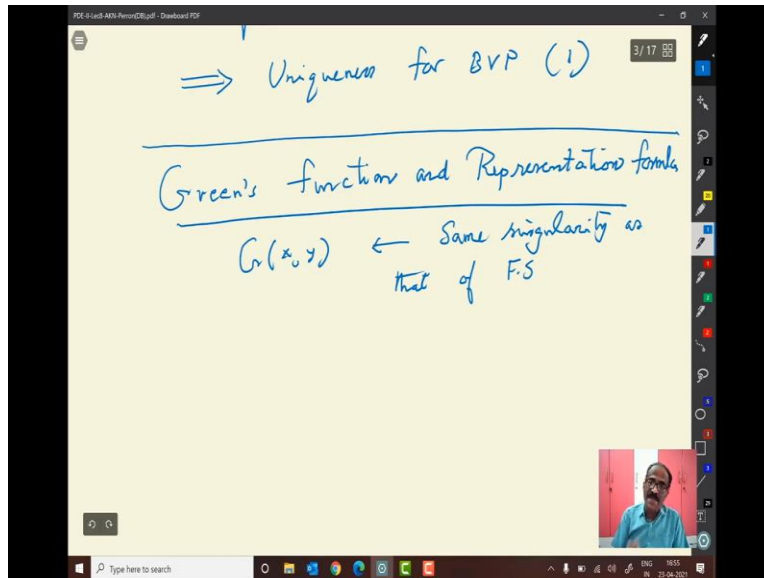 PDE-II-Lec8-AKN-Perron(DB).pdf - Drawboard PDF
3 / 17
⟹ Uniqueness for BVP (1)
Green's function and Representation formula
G(x, y) ← Same singularity as
that of F.S
Type here to search
ENG 16:55
IN 23-04-2021